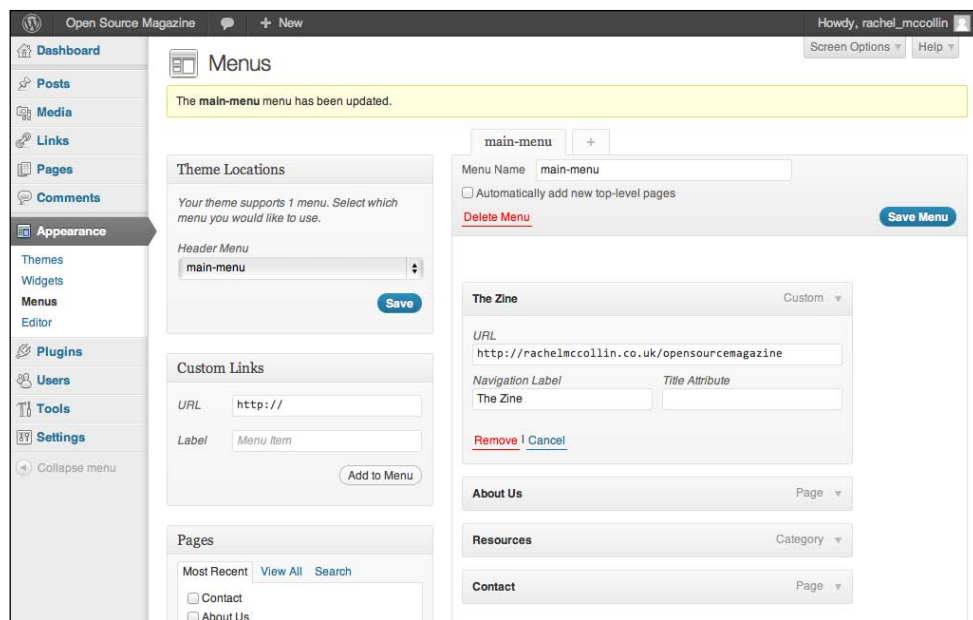 Open Source Magazine + New Howdy, rachel_mccollin
Screen Options Help
Dashboard
Posts
Media
Links
Pages
Comments
Appearance
Themes
Widgets
Menus
Editor
Plugins
Users
Tools
Settings
Collapse menu
Menus
The main-menu menu has been updated.
Theme Locations
Your theme supports 1 menu. Select which
menu you would like to use.
Header Menu
main-menu
Save
Custom Links
URL http://
Label Menu Item
Add to Menu
Pages
Most Recent View All Search
Contact
About Us
main-menu +
Menu Name main-menu
Automatically add new top-level pages
Delete Menu Save Menu
The Zine Custom
URL
http://rachelmccollin.co.uk/opensourcemagazine
Navigation Label Title Attribute
The Zine
Remove | Cancel
About Us Page
Resources Category
Contact Page